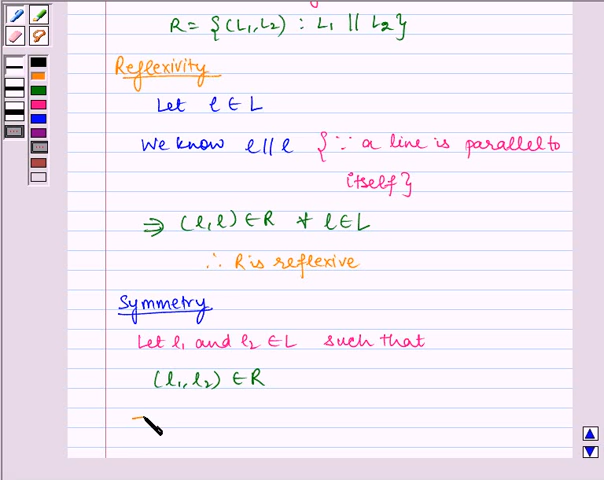 R = {(L₁,L₂) : L₁ || L₂}
Reflexivity
Let l ∈ L
We know l || l { ∵ a line is parallel to
itself}
⇒ (l,l) ∈ R ∀ l ∈ L
∴ R is reflexive
Symmetry
Let l₁ and l₂ ∈ L such that
(l₁, l₂) ∈ R